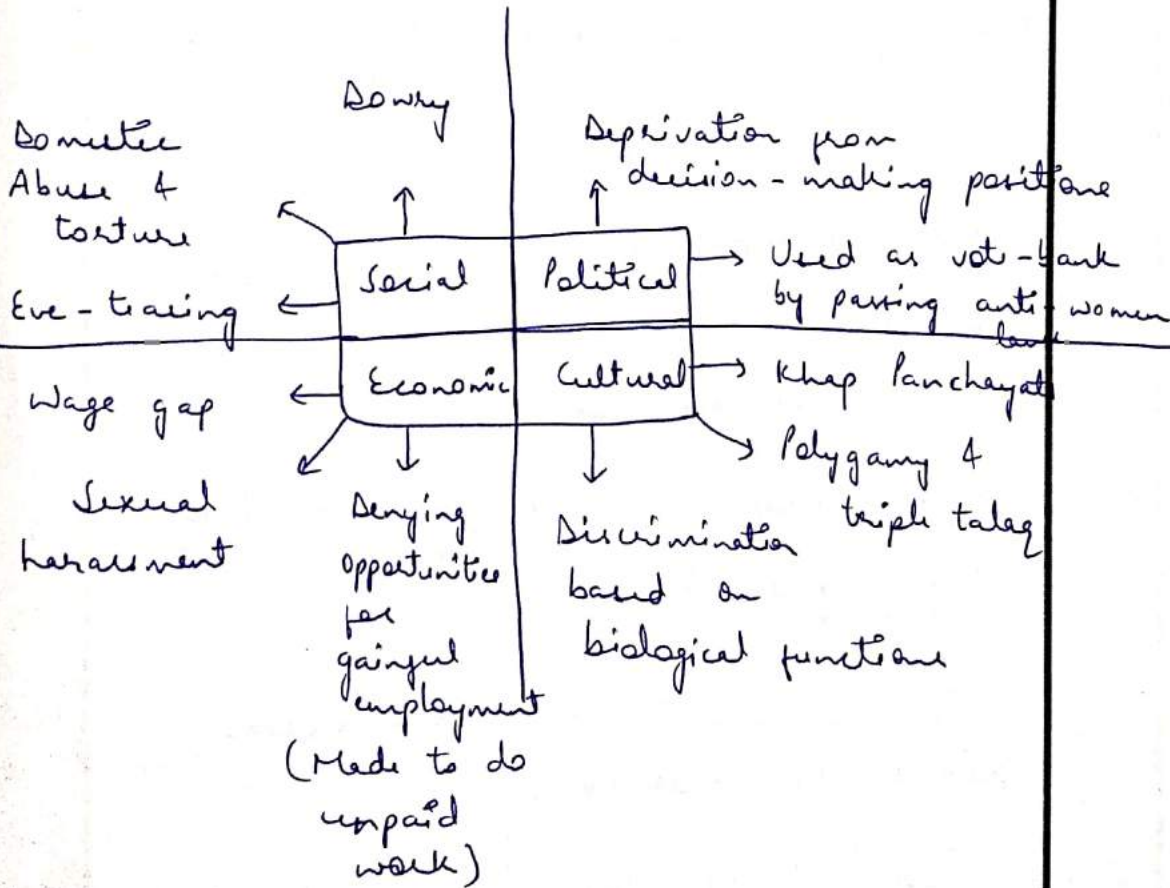 Dowry
Domestic
Abuse &
torture
Eve-teasing
Social
Deprivation from
decision-making positions
Used as vote-bank
by passing anti-women
laws
Political
Wage gap
Sexual
harassment
Economic
Denying
opportunities
for
gainful
employment
(Made to do
unpaid
work)
Cultural
Khap Panchayat
Polygamy &
triple talaq
Discrimination
based on
biological functions